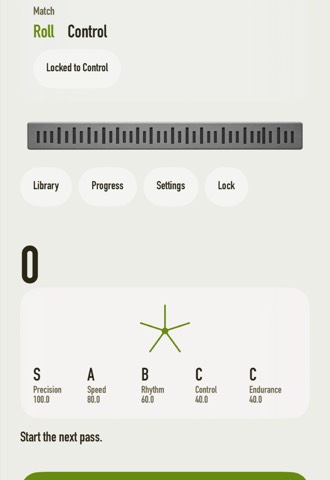 Match
Roll Control
Locked to Control
Library Progress Settings Lock
0
S A B C C
Precision Speed Rhythm Control Endurance
100.0 80.0 60.0 40.0 40.0
Start the next pass.